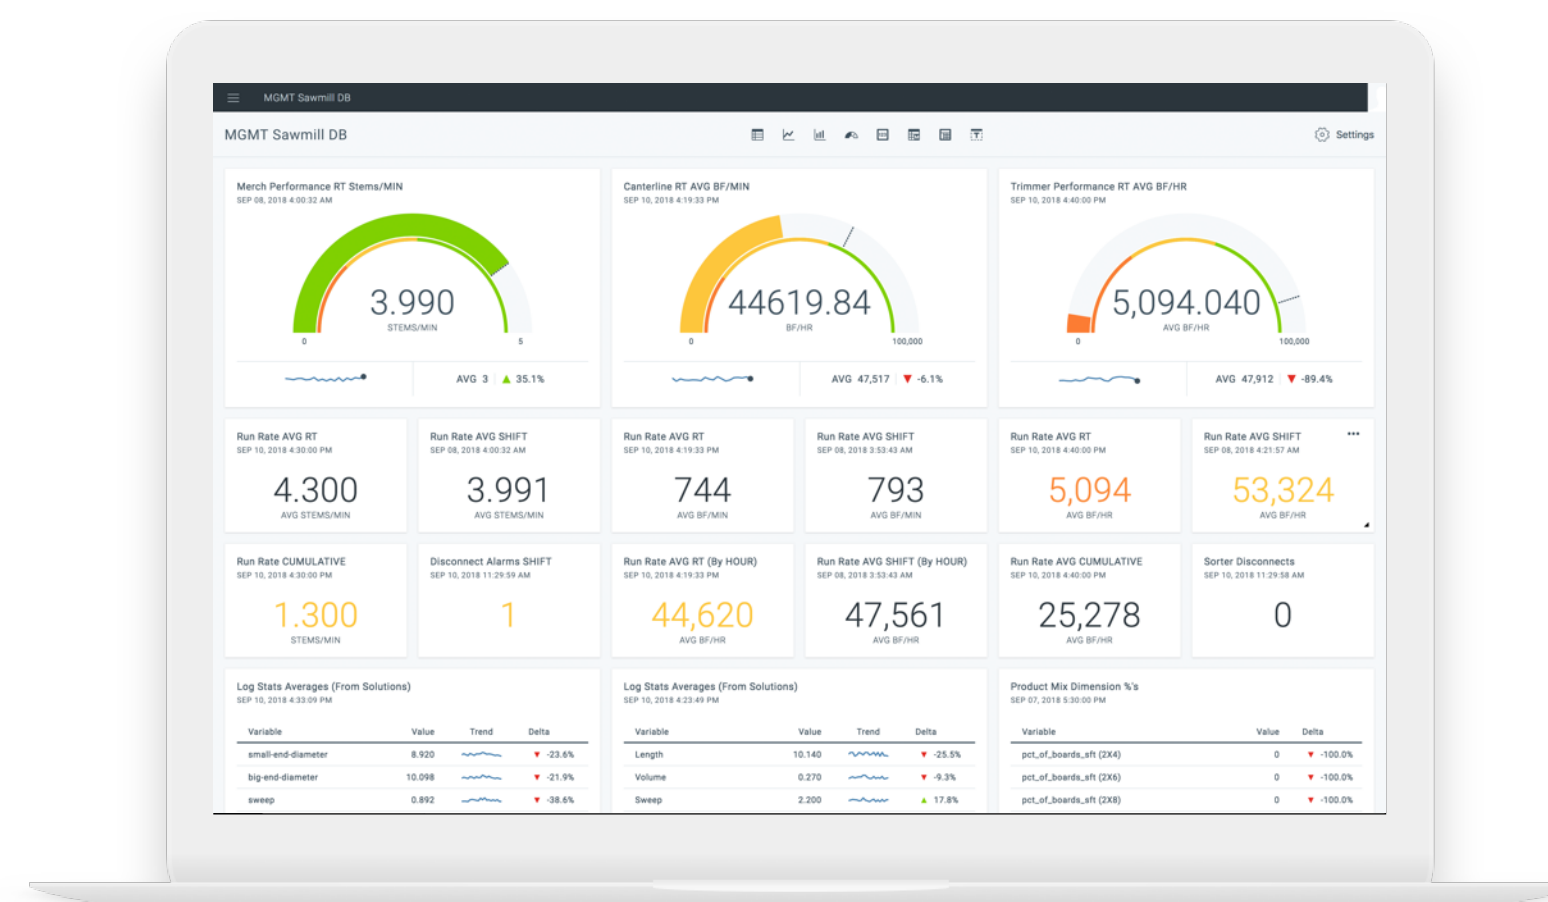 MGMT Sawmill DB
MGMT Sawmill DB
Settings
Merch Performance RT Stems/MIN
SEP 08, 2018 4:00:32 AM
3.990
STEMS/MIN
0 5
AVG 3 ▲ 35.1%
Canterline RT AVG BF/MIN
SEP 10, 2018 4:19:33 PM
44619.84
BF/HR
0 100,000
AVG 47,517 ▼ -6.1%
Trimmer Performance RT AVG BF/HR
SEP 10, 2018 4:40:00 PM
5,094.040
AVG BF/HR
0 100,000
AVG 47,912 ▼ -89.4%
Run Rate AVG RT
SEP 10, 2018 4:30:00 PM
4.300
AVG STEMS/MIN
Run Rate AVG SHIFT
SEP 08, 2018 4:00:32 AM
3.991
AVG STEMS/MIN
Run Rate AVG RT
SEP 10, 2018 4:19:33 PM
744
AVG BF/MIN
Run Rate AVG SHIFT
SEP 08, 2018 3:53:43 AM
793
AVG BF/MIN
Run Rate AVG RT
SEP 10, 2018 4:40:00 PM
5,094
AVG BF/HR
Run Rate AVG SHIFT
SEP 08, 2018 4:21:57 AM
53,324
AVG BF/HR
Run Rate CUMULATIVE
SEP 10, 2018 4:30:00 PM
1.300
STEMS/MIN
Disconnect Alarms SHIFT
SEP 10, 2018 11:29:59 AM
1
Run Rate AVG RT (By HOUR)
SEP 10, 2018 4:19:33 PM
44,620
AVG BF/HR
Run Rate AVG SHIFT (By HOUR)
SEP 08, 2018 3:53:43 AM
47,561
AVG BF/HR
Run Rate AVG CUMULATIVE
SEP 10, 2018 4:40:00 PM
25,278
AVG BF/HR
Sorter Disconnects
SEP 10, 2018 11:29:58 AM
0
Log Stats Averages (From Solutions)
SEP 10, 2018 4:33:09 PM
Variable Value Trend Delta
small-end-diameter 8.920 ▼ -23.6%
big-end-diameter 10.098 ▼ -21.9%
sweep 0.892 ▼ -38.6%
Log Stats Averages (From Solutions)
SEP 10, 2018 4:23:49 PM
Variable Value Trend Delta
Length 10.140 ▼ -25.5%
Volume 0.270 ▼ -9.3%
Sweep 2.200 ▲ 17.8%
Product Mix Dimension %'s
SEP 07, 2018 5:30:00 PM
Variable Value Delta
pct_of_boards_sft (2X4) 0 ▼ -100.0%
pct_of_boards_sft (2X6) 0 ▼ -100.0%
pct_of_boards_sft (2X8) 0 ▼ -100.0%